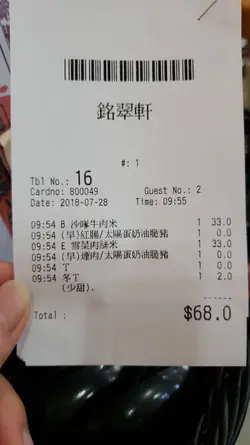 銘翠軒
#: 1
Tbl No.: 16
Cardno: B00049 Guest No.: 2
Date: 2018-07-28 Time: 09:55
09:54 B 沙嗲牛肉米 1 33.0
09:54 (早)紅腸/太陽蛋奶油脆豬 1 0.0
09:54 E 雪菜肉絲米 1 33.0
09:54 (早)煙肉/太陽蛋奶油脆豬 1 0.0
09:54 T 1 0.0
09:54 冬T 1 2.0
(少甜).
Total : $68.0